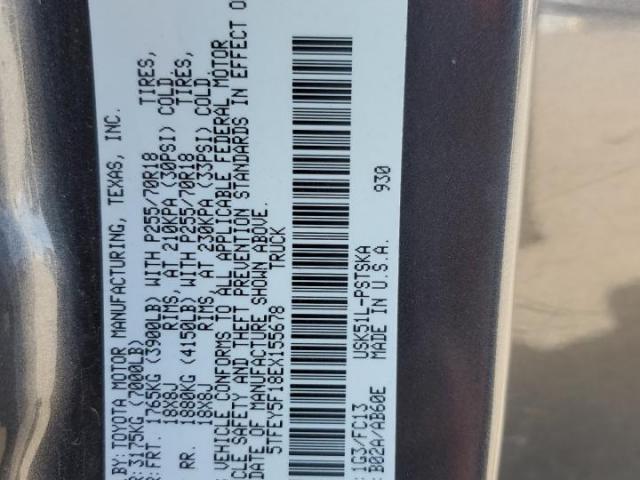 BY: TOYOTA MOTOR MANUFACTURING, TEXAS, INC.
R: 3175KG (7000LB)
FRT. 1765KG (3900LB) WITH P255/70R18 TIRES,
18X8J RIMS, AT 210KPA (30PSI) COLD.
RR. 1880KG (4150LB) WITH P255/70R18 TIRES,
18X8J RIMS, AT 230KPA (33PSI) COLD.
VEHICLE CONFORMS TO ALL APPLICABLE FEDERAL MOTOR
CLE SAFETY AND THEFT PREVENTION STANDARDS IN EFFECT O
DATE OF MANUFACTURE SHOWN ABOVE.
5TFEY5F18EX155678 TRUCK
1G3/FC13 USK51L-PSTSKA
B02A/AB60E MADE IN U.S.A. 930